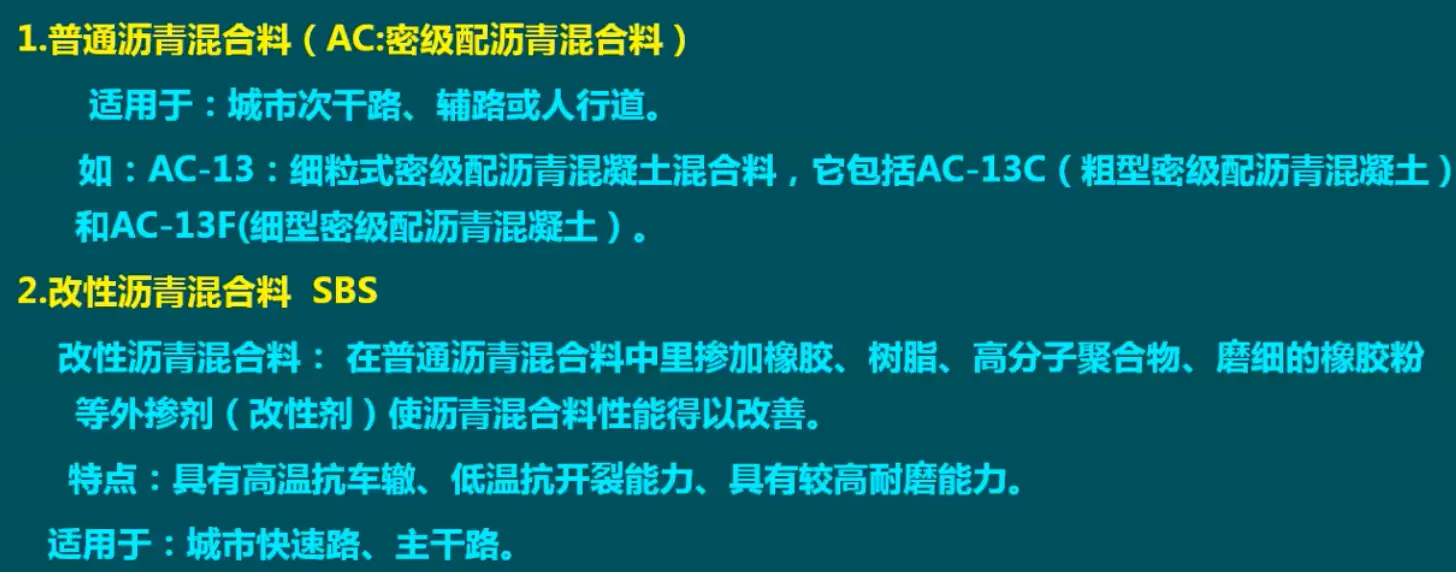 1.普通沥青混合料（AC:密级配沥青混合料）
适用于：城市次干路、辅路或人行道。
如：AC-13：细粒式密级配沥青混凝土混合料，它包括AC-13C（粗型密级配沥青混凝土）
和AC-13F(细型密级配沥青混凝土）。
2.改性沥青混合料 SBS
改性沥青混合料： 在普通沥青混合料中里掺加橡胶、树脂、高分子聚合物、磨细的橡胶粉
等外掺剂（改性剂）使沥青混合料性能得以改善。
特点：具有高温抗车辙、低温抗开裂能力、具有较高耐磨能力。
适用于：城市快速路、主干路。